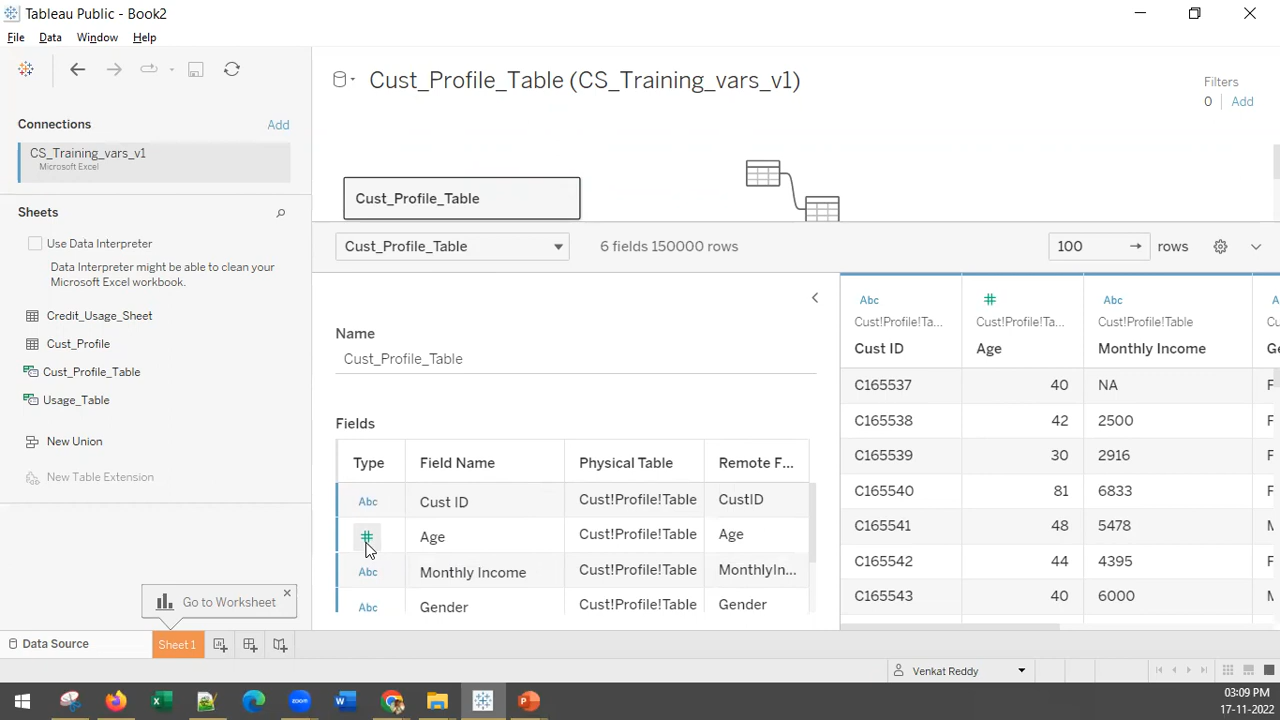 Tableau Public - Book2
File Data Window Help
Connections Add
CS_Training_vars_v1
Microsoft Excel
Sheets
Use Data Interpreter
Data Interpreter might be able to clean your
Microsoft Excel workbook.
Credit_Usage_Sheet
Cust_Profile
Cust_Profile_Table
Usage_Table
New Union
New Table Extension
Go to Worksheet
Cust_Profile_Table (CS_Training_vars_v1)
Filters
0 Add
Cust_Profile_Table
Cust_Profile_Table 6 fields 150000 rows 100 rows
Name
Cust_Profile_Table
Fields
Type Field Name Physical Table Remote F...
Abc Cust ID Cust!Profile!Table CustID
# Age Cust!Profile!Table Age
Abc Monthly Income Cust!Profile!Table MonthlyIn...
Abc Gender Cust!Profile!Table Gender
Abc # Abc
Cust!Profile!Ta... Cust!Profile!Ta... Cust!Profile!Table
Cust ID Age Monthly Income
C165537 40 NA
C165538 42 2500
C165539 30 2916
C165540 81 6833
C165541 48 5478
C165542 44 4395
C165543 40 6000
Data Source Sheet 1
Venkat Reddy
zoom
03:09 PM
17-11-2022